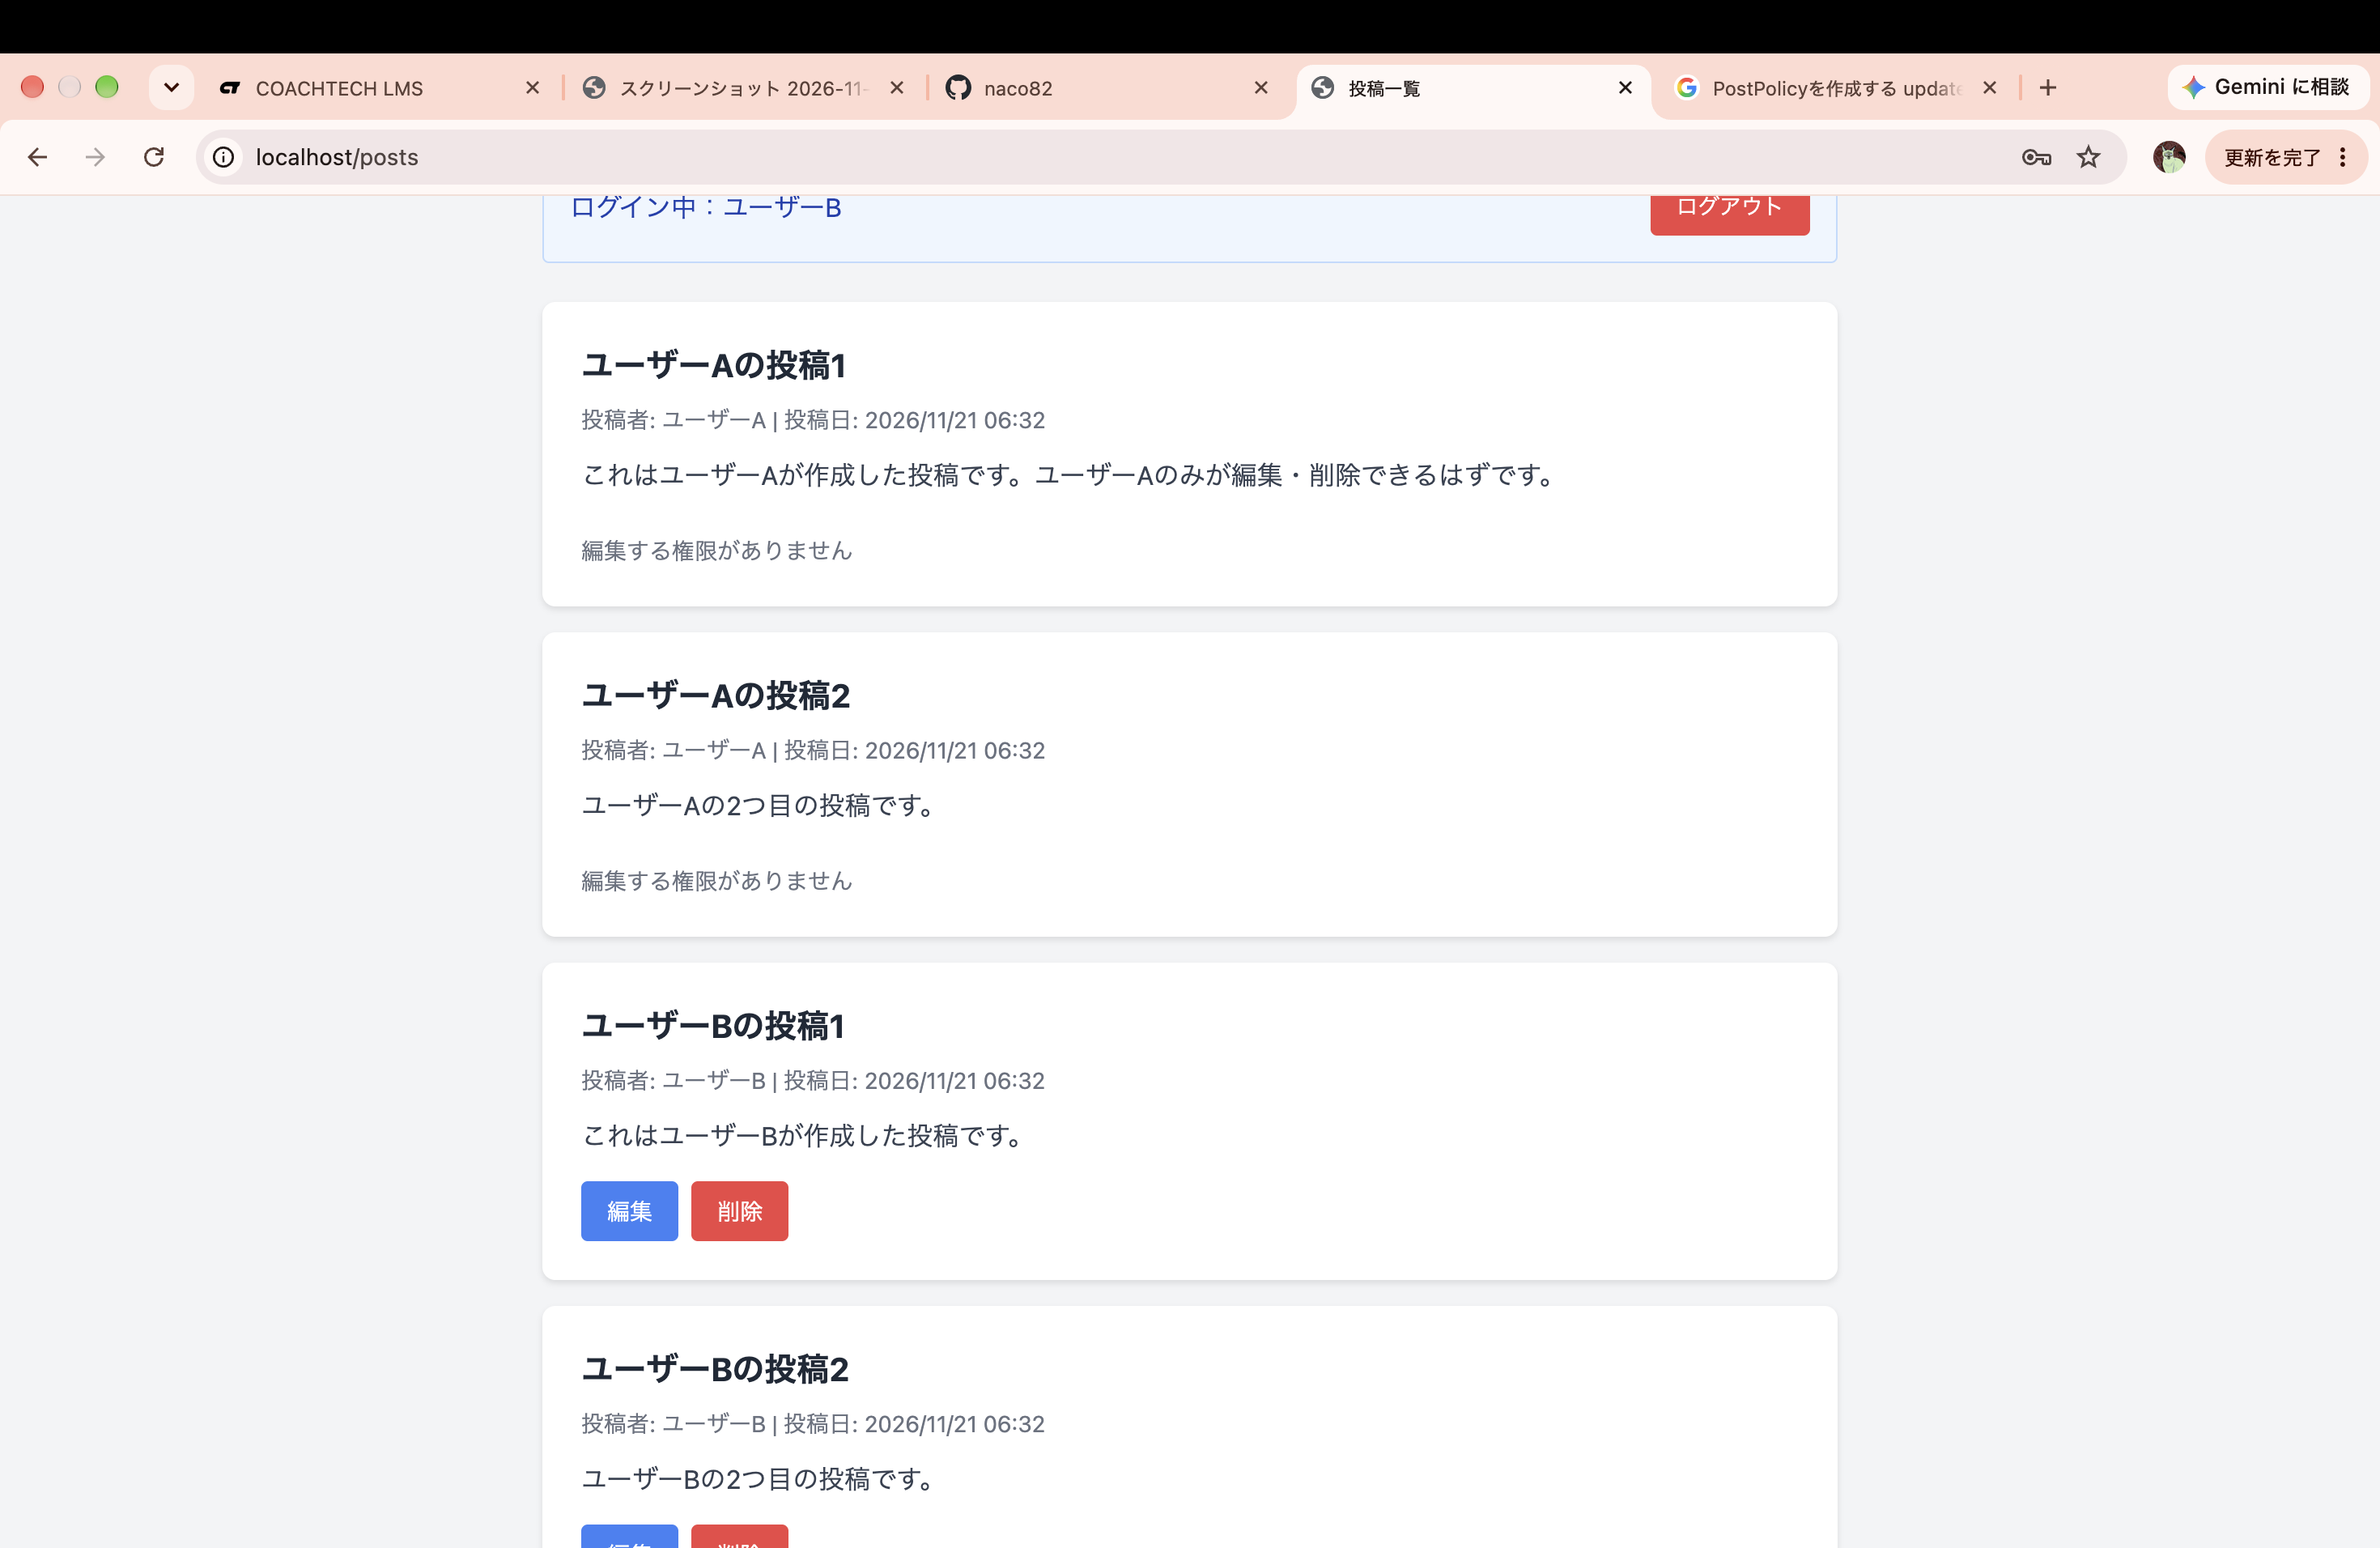 COACHTECH LMS
スクリーンショット 2026-11-
naco82
投稿一覧
PostPolicyを作成する update
Gemini に相談
localhost/posts
更新を完了
ログイン中：ユーザーB
ログアウト
ユーザーAの投稿1
投稿者: ユーザーA | 投稿日: 2026/11/21 06:32
これはユーザーAが作成した投稿です。ユーザーAのみが編集・削除できるはずです。
編集する権限がありません
ユーザーAの投稿2
投稿者: ユーザーA | 投稿日: 2026/11/21 06:32
ユーザーAの2つ目の投稿です。
編集する権限がありません
ユーザーBの投稿1
投稿者: ユーザーB | 投稿日: 2026/11/21 06:32
これはユーザーBが作成した投稿です。
編集 削除
ユーザーBの投稿2
投稿者: ユーザーB | 投稿日: 2026/11/21 06:32
ユーザーBの2つ目の投稿です。